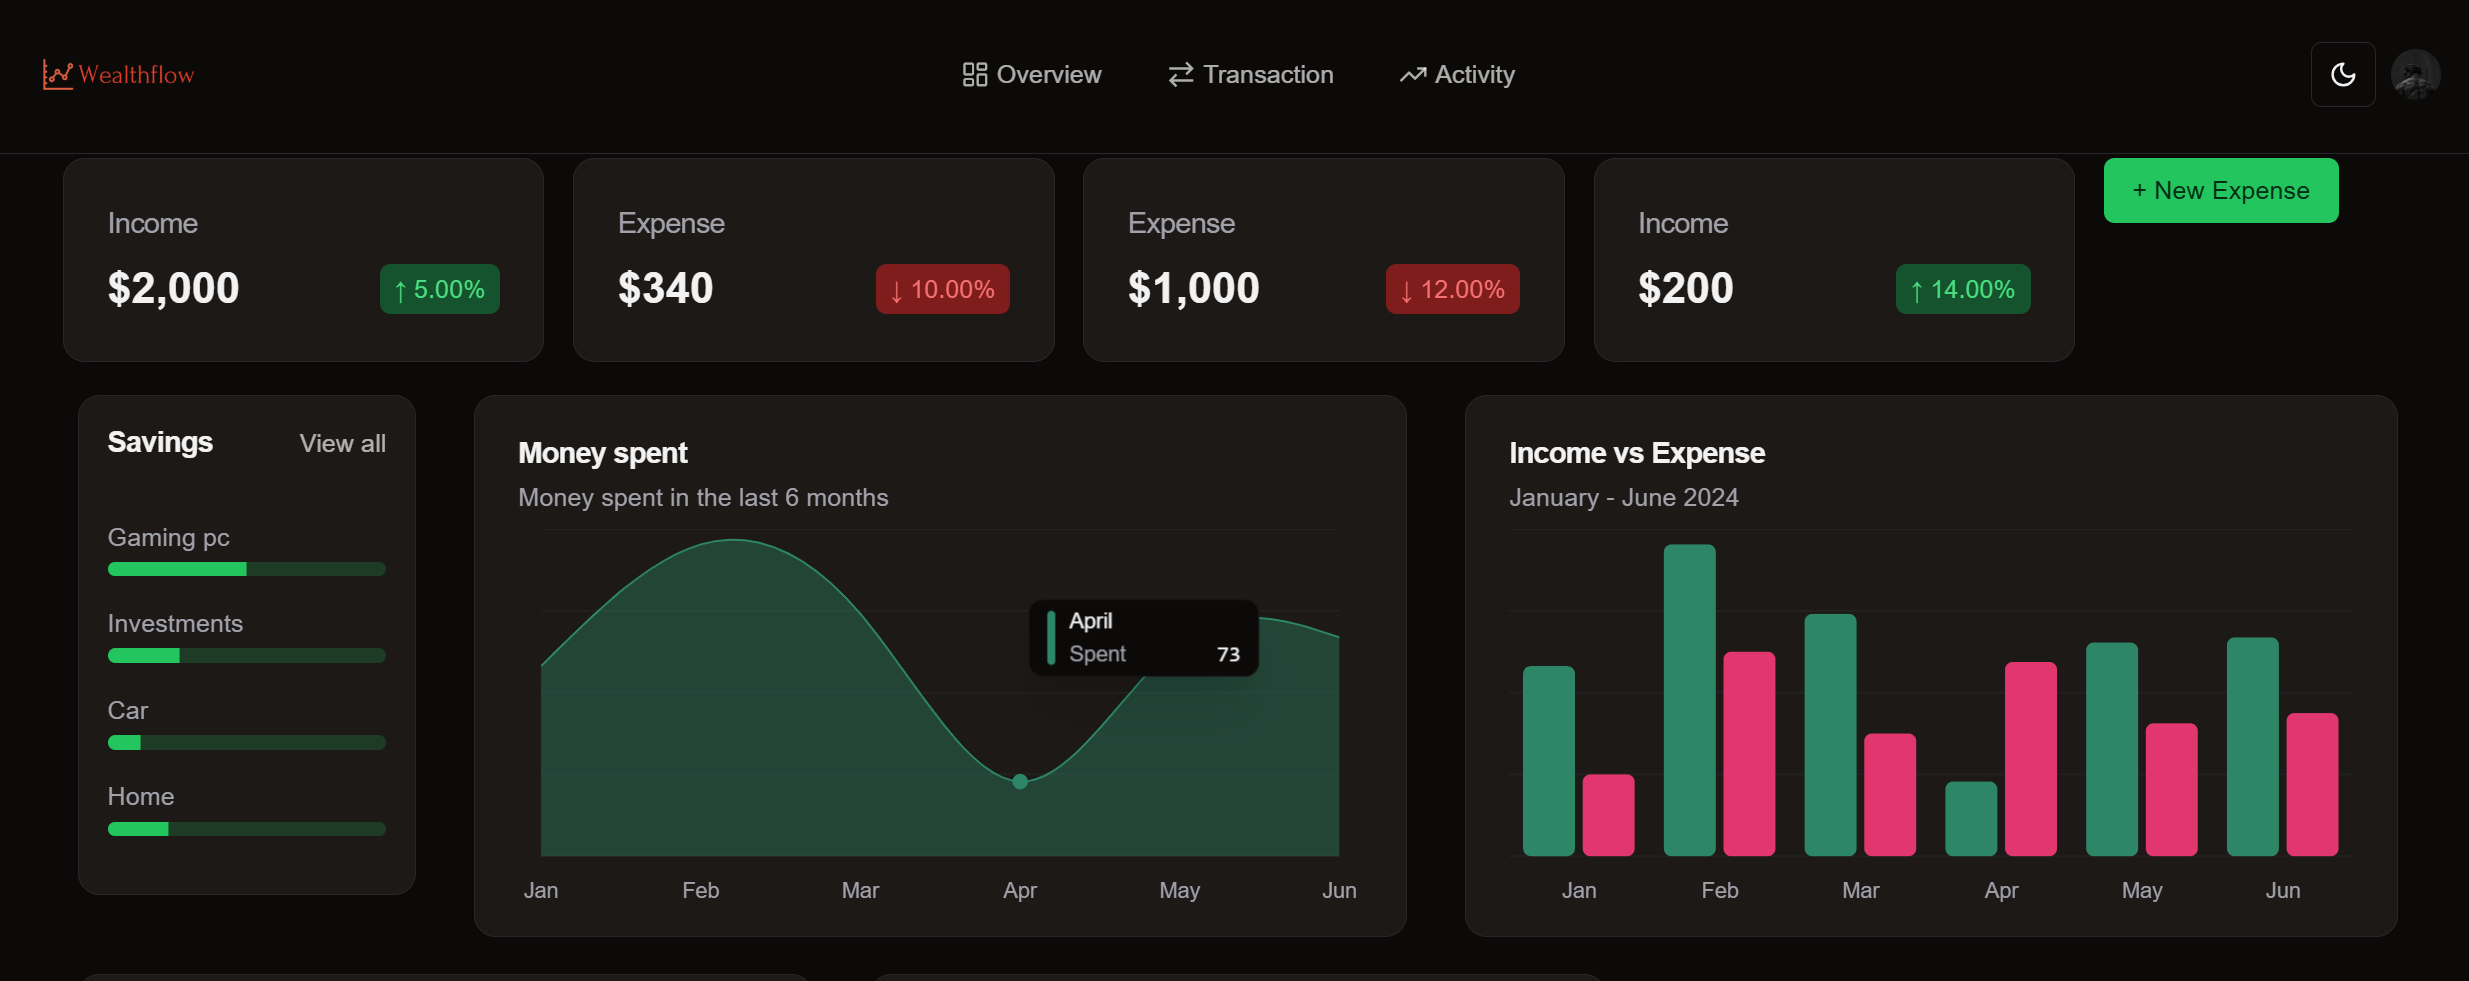 Wealthflow
Overview
Transaction
Activity
Income
$2,000
↑ 5.00%
Expense
$340
↓ 10.00%
Expense
$1,000
↓ 12.00%
Income
$200
↑ 14.00%
+ New Expense
Savings
View all
Gaming pc
Investments
Car
Home
Money spent
Money spent in the last 6 months
April
Spent 73
Jan Feb Mar Apr May Jun
Income vs Expense
January - June 2024
Jan Feb Mar Apr May Jun